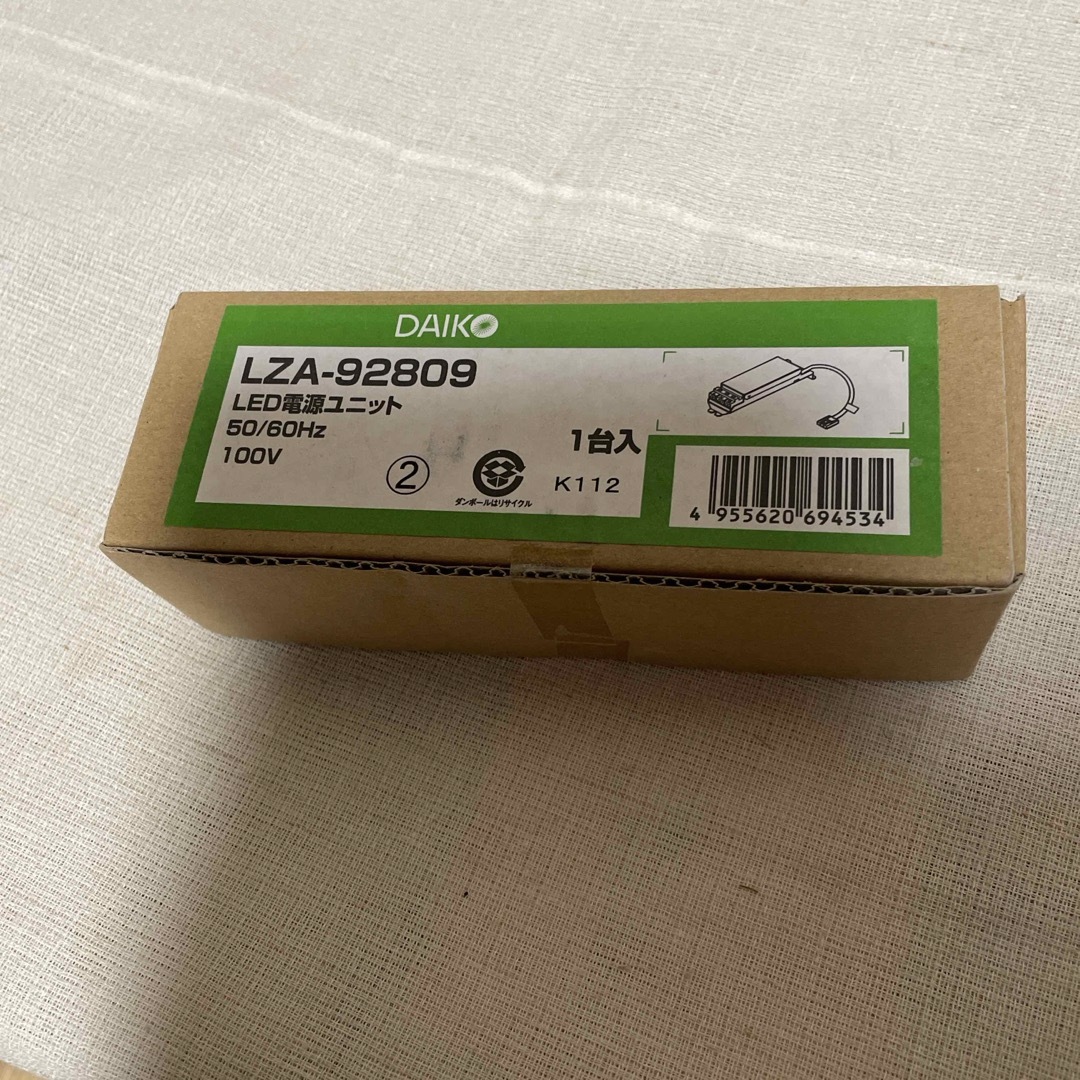 DAIKO
LZA-92809
LED電源ユニット
50/60Hz
100V
②
ダンボールはリサイクル
1台入
K112
4 955620 694534